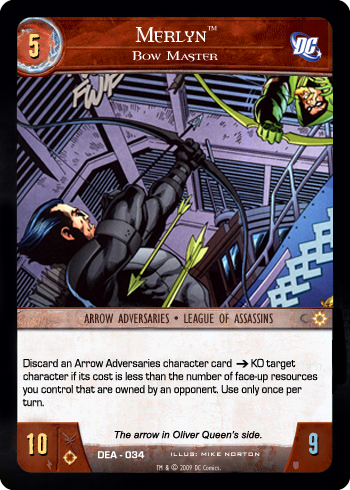 5
MERLYN™
BOW MASTER
DC
FWP
ARROW ADVERSARIES • LEAGUE OF ASSASSINS
Discard an Arrow Adversaries character card ➔ KO target
character if its cost is less than the number of face-up resources
you control that are owned by an opponent. Use only once per
turn.
The arrow in Oliver Queen's side.
10
DEA - 034
ILLUS: MIKE NORTON
9
TM & © 2009 DC Comics.